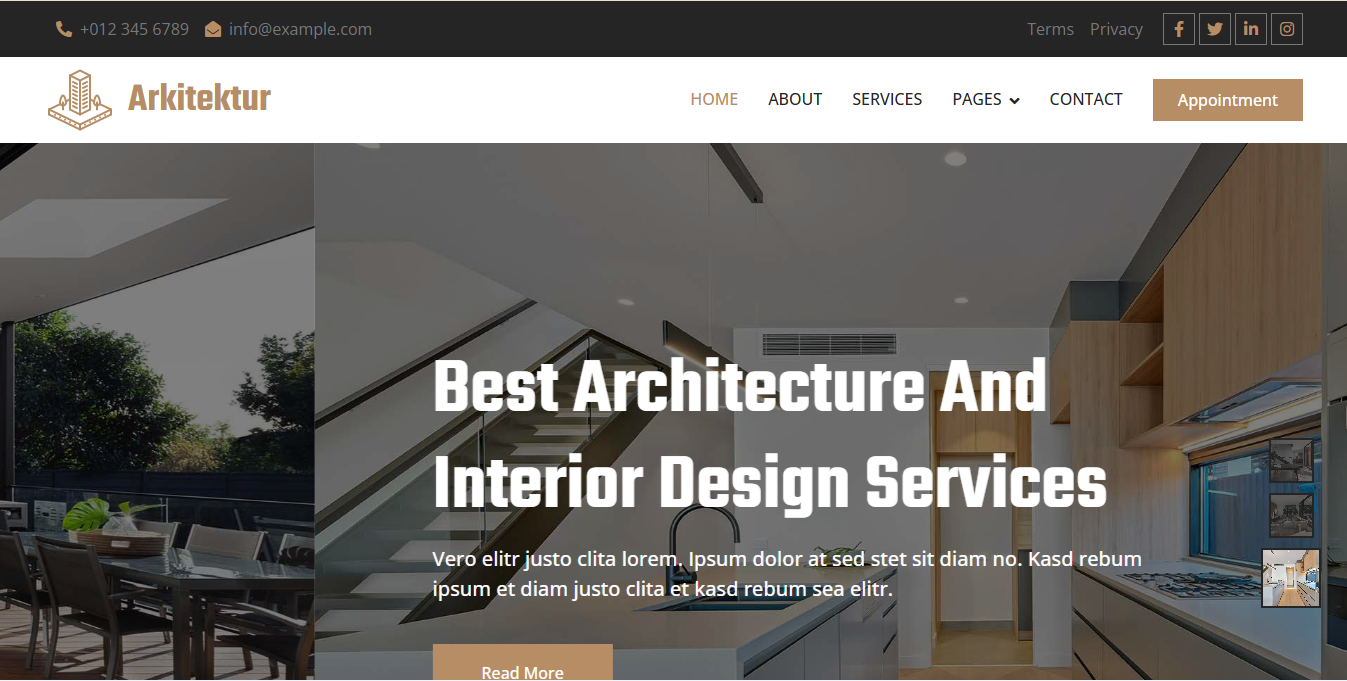 +012 345 6789 info@example.com Terms Privacy
Arkitektur HOME ABOUT SERVICES PAGES CONTACT Appointment
Best Architecture And
Interior Design Services
Vero elitr justo clita lorem. Ipsum dolor at sed stet sit diam no. Kasd rebum
ipsum et diam justo clita et kasd rebum sea elitr.
Read More